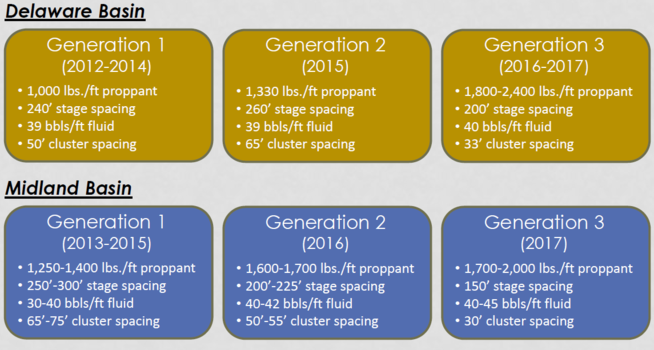 Delaware Basin
Generation 1
(2012-2014)
• 1,000 lbs./ft proppant
• 240' stage spacing
• 39 bbls/ft fluid
• 50' cluster spacing
Generation 2
(2015)
• 1,330 lbs./ft proppant
• 260' stage spacing
• 39 bbls/ft fluid
• 65' cluster spacing
Generation 3
(2016-2017)
• 1,800-2,400 lbs./ft proppant
• 200' stage spacing
• 40 bbls/ft fluid
• 33' cluster spacing
Midland Basin
Generation 1
(2013-2015)
• 1,250-1,400 lbs./ft proppant
• 250'-300' stage spacing
• 30-40 bbls/ft fluid
• 65'-75' cluster spacing
Generation 2
(2016)
• 1,600-1,700 lbs./ft proppant
• 200'-225' stage spacing
• 40-42 bbls/ft fluid
• 50'-55' cluster spacing
Generation 3
(2017)
• 1,700-2,000 lbs./ft proppant
• 150' stage spacing
• 40-45 bbls/ft fluid
• 30' cluster spacing